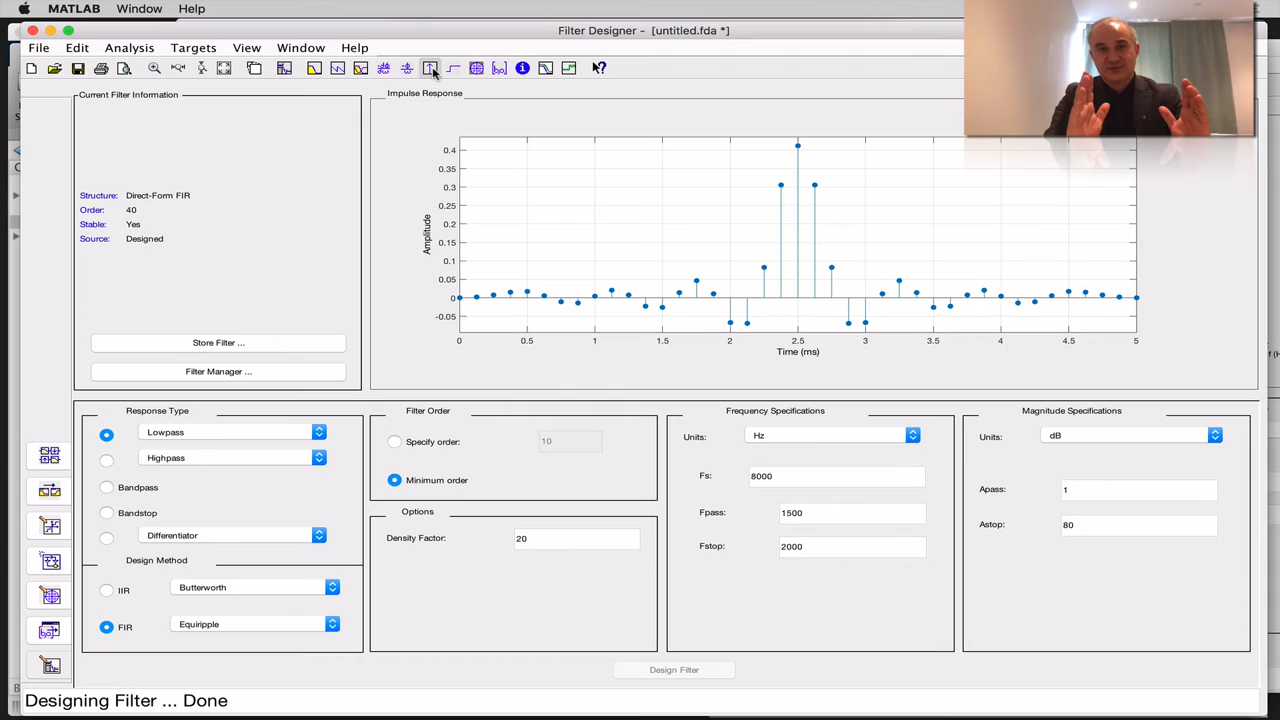 MATLAB Window Help
Filter Designer - [untitled.fda *]
File Edit Analysis Targets View Window Help
Current Filter Information
Structure: Direct-Form FIR
Order: 40
Stable: Yes
Source: Designed
Store Filter ...
Filter Manager ...
Impulse Response
Amplitude
0.4
0.35
0.3
0.25
0.2
0.15
0.1
0.05
0
-0.05
0 0.5 1 1.5 2 2.5 3 3.5 4 4.5 5
Time (ms)
Response Type
Lowpass
Highpass
Bandpass
Bandstop
Differentiator
Design Method
IIR Butterworth
FIR Equiripple
Filter Order
Specify order: 10
Minimum order
Options
Density Factor: 20
Frequency Specifications
Units: Hz
Fs: 8000
Fpass: 1500
Fstop: 2000
Magnitude Specifications
Units: dB
Apass: 1
Astop: 80
Design Filter
Designing Filter ... Done